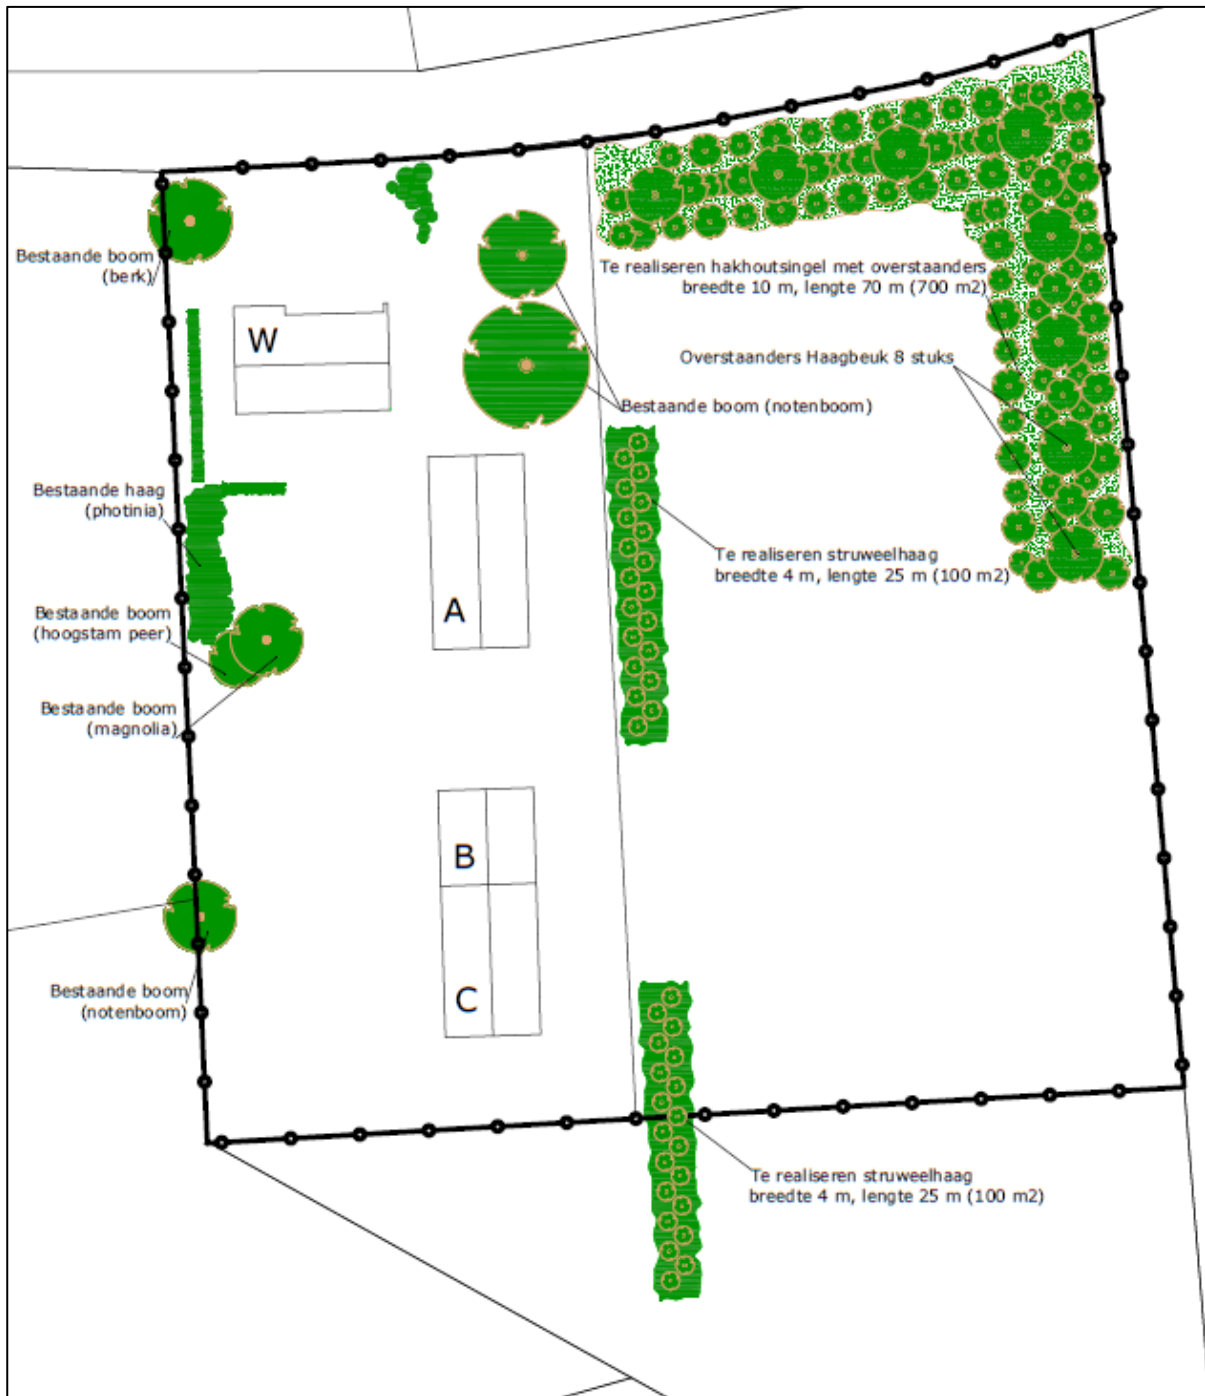 Bestaande boom
(berk)
Te realiseren hakhoutsingel met overstaanders
breedte 10 m, lengte 70 m (700 m2)
W
Overstaanders Haagbeuk 8 stuks
Bestaande boom (notenboom)
Bestaande haag
(photinia)
Te realiseren struweelhaag
breedte 4 m, lengte 25 m (100 m2)
A
Bestaande boom
(hoogstam peer)
Bestaande boom
(magnolia)
B
C
Bestaande boom
(notenboom)
Te realiseren struweelhaag
breedte 4 m, lengte 25 m (100 m2)